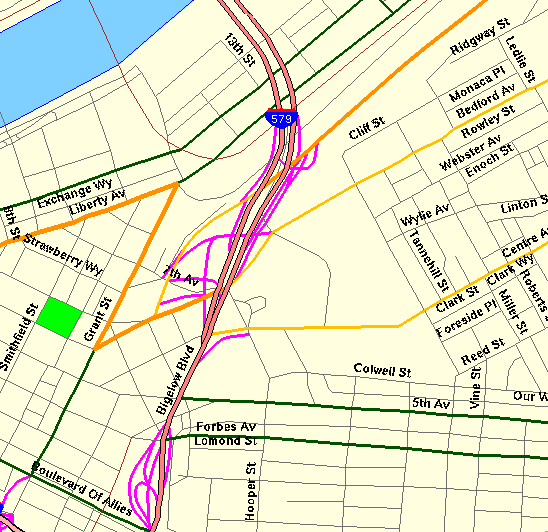 Ridgway St
13th St
Ledlie St
Monaca Pl
Bedford Av
579
Rowley St
Cliff St
Webster Av
Enoch St
Exchange Wy
Liberty Av
8th St
Wylie Av
Linton St
Strawberry Wy
7th Av
Tannehill St
Centre Av
Clark Wy
Clark St
Roberts
Grant St
Smithfield St
Foreside Pl
Miller St
Reed St
Bigelow Blvd
Colwell St
Vine St
5th Av
Our W
Forbes Av
Lomond St
Hooper St
Boulevard Of Allies